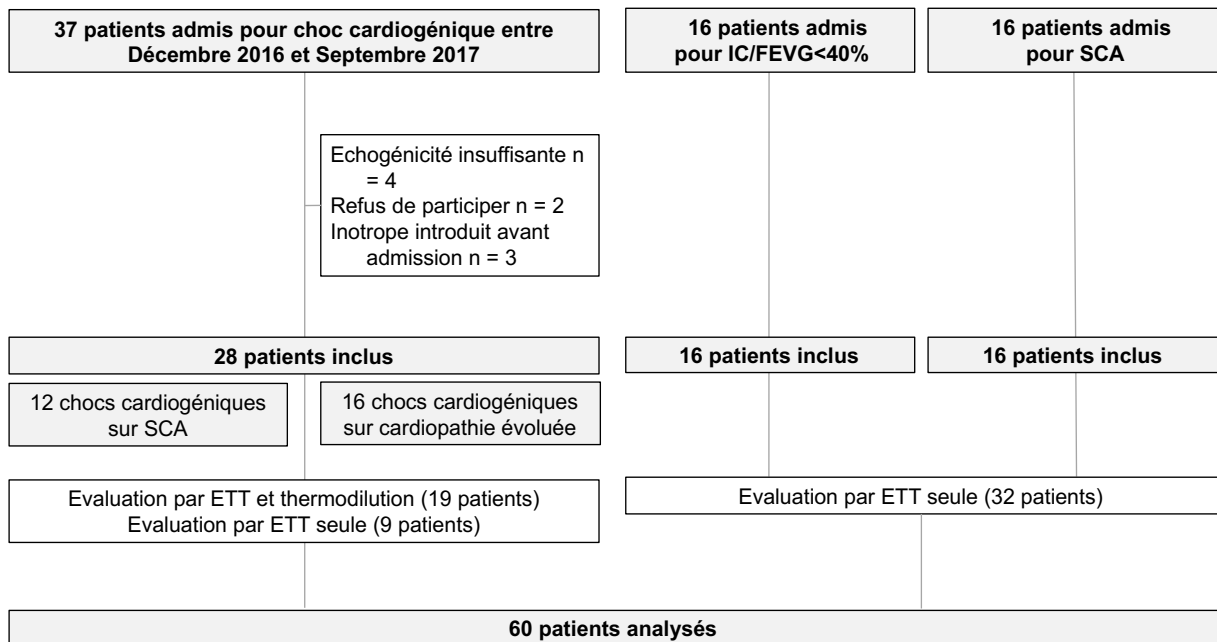 37 patients admis pour choc cardiogénique entre
Décembre 2016 et Septembre 2017
16 patients admis
pour IC/FEVG<40%
16 patients admis
pour SCA
Echogénicité insuffisante n
= 4
Refus de participer n = 2
Inotrope introduit avant
admission n = 3
28 patients inclus
16 patients inclus
16 patients inclus
12 chocs cardiogéniques
sur SCA
16 chocs cardiogéniques
sur cardiopathie évoluée
Evaluation par ETT et thermodilution (19 patients)
Evaluation par ETT seule (9 patients)
Evaluation par ETT seule (32 patients)
60 patients analysés